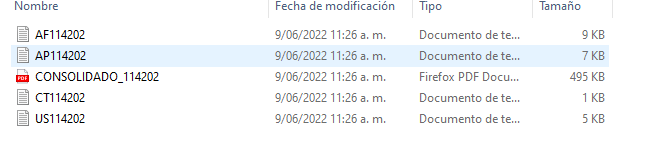 Nombre Fecha de modificación Tipo Tamaño
AF114202 9/06/2022 11:26 a. m. Documento de te... 9 KB
AP114202 9/06/2022 11:26 a. m. Documento de te... 7 KB
PDF CONSOLIDADO_114202 9/06/2022 11:26 a. m. Firefox PDF Docu... 495 KB
CT114202 9/06/2022 11:26 a. m. Documento de te... 1 KB
US114202 9/06/2022 11:26 a. m. Documento de te... 5 KB